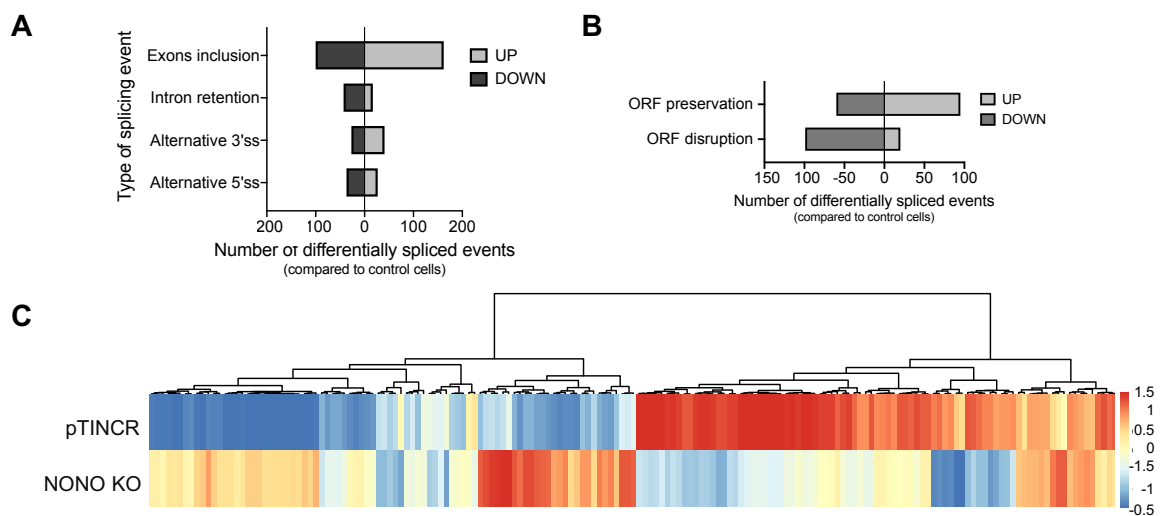 A
Type of splicing event
Exons inclusion
Intron retention
Alternative 3'ss
Alternative 5'ss
UP
DOWN
200 100 0 100 200
Number of differentially spliced events
(compared to control cells)
B
ORF preservation
ORF disruption
UP
DOWN
150 100 -50 0 50 100
Number of differentially spliced events
(compared to control cells)
C
pTINCR
NONO KO
1.5
1
0.5
0
-1.5
-1
-0.5